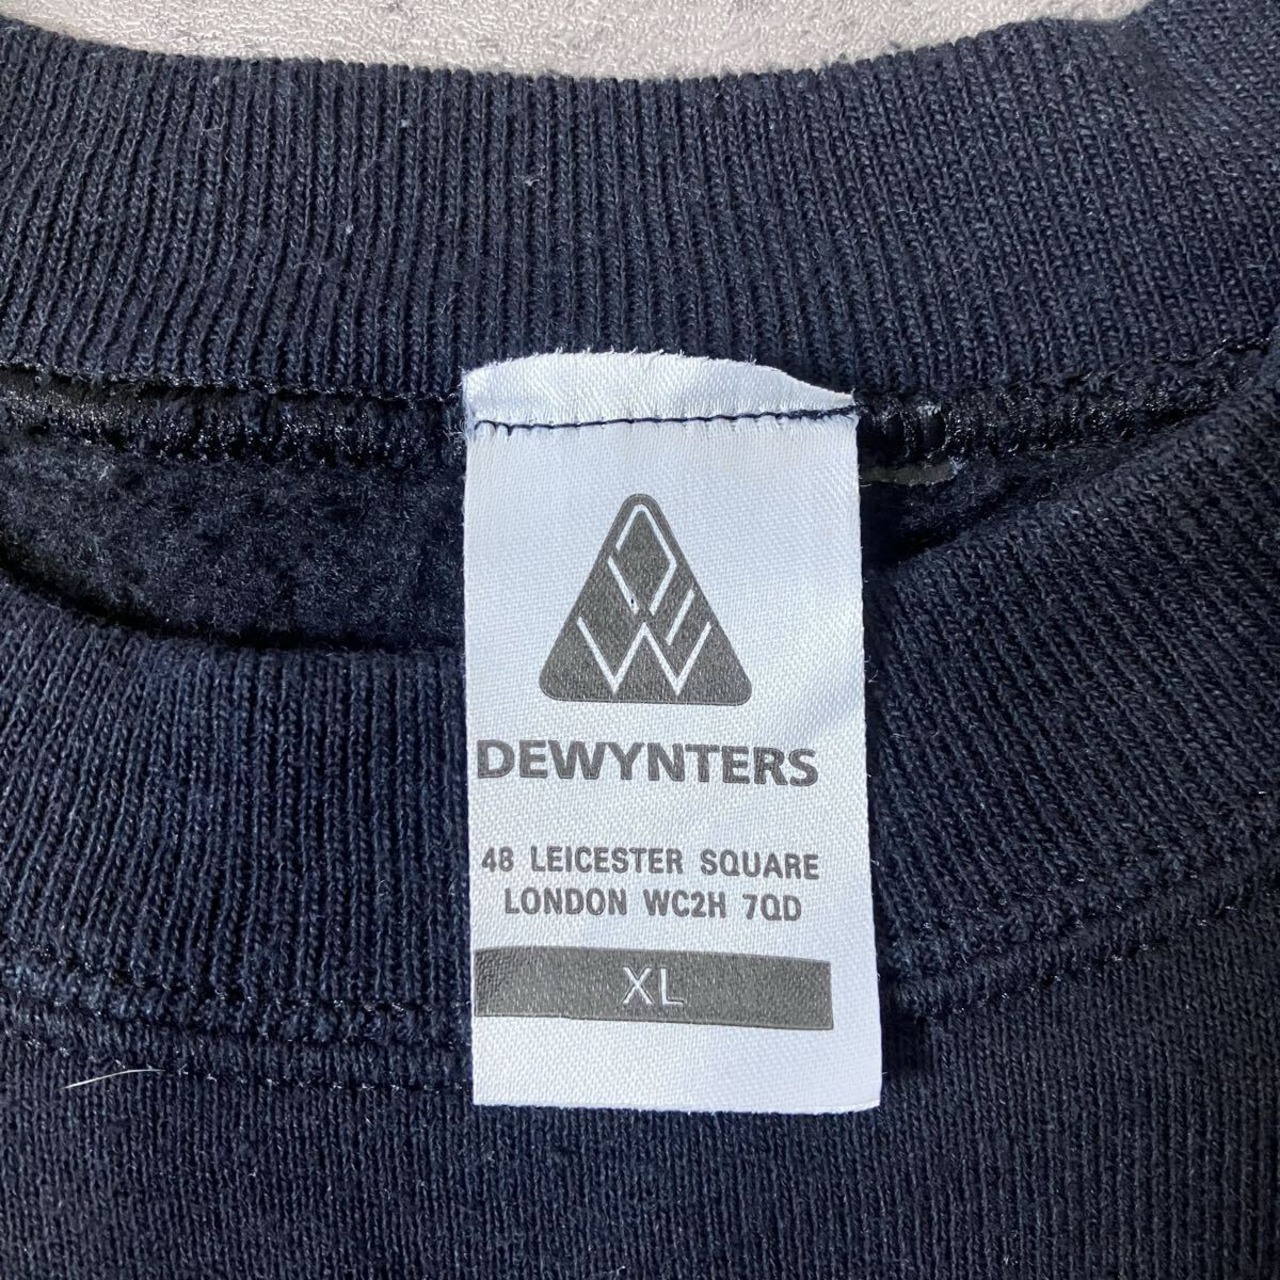 DEWYNTERS
48 LEICESTER SQUARE
LONDON WC2H 7QD
XL